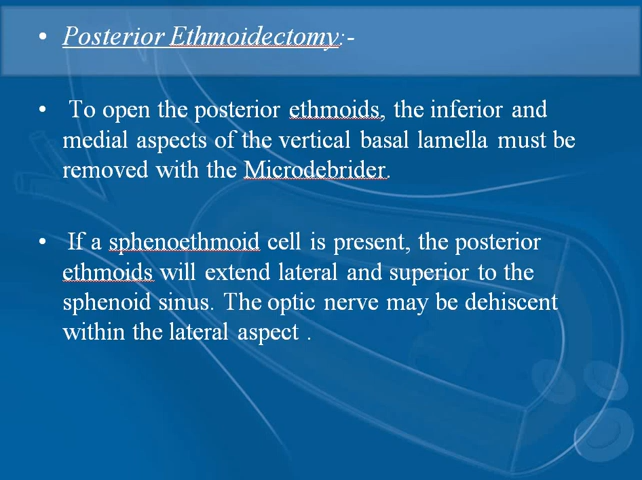 • Posterior Ethmoidectomy:-
• To open the posterior ethmoids, the inferior and
medial aspects of the vertical basal lamella must be
removed with the Microdebrider.
• If a sphenoethmoid cell is present, the posterior
ethmoids will extend lateral and superior to the
sphenoid sinus. The optic nerve may be dehiscent
within the lateral aspect .